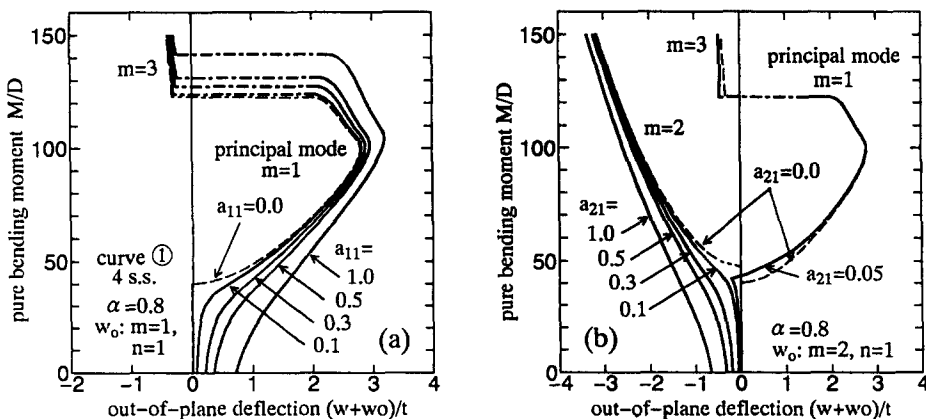 pure bending moment M/D
150
100
50
0
m=3
principal mode
m=1
a11=0.0
curve ①
4 s.s.
α=0.8
wo: m=1,
n=1
a11=
1.0
0.5
0.3
0.1
(a)
−2 −1 0 1 2 3 4
out−of−plane deflection (w+wo)/t
pure bending moment M/D
150
100
50
0
m=3
principal mode
m=1
m=2
a21=0.0
a21=
1.0
0.5
0.3
0.1
a21=0.05
(b)
α=0.8
wo: m=2, n=1
−4 −3 −2 −1 0 1 2 3 4
out−of−plane deflection (w+wo)/t